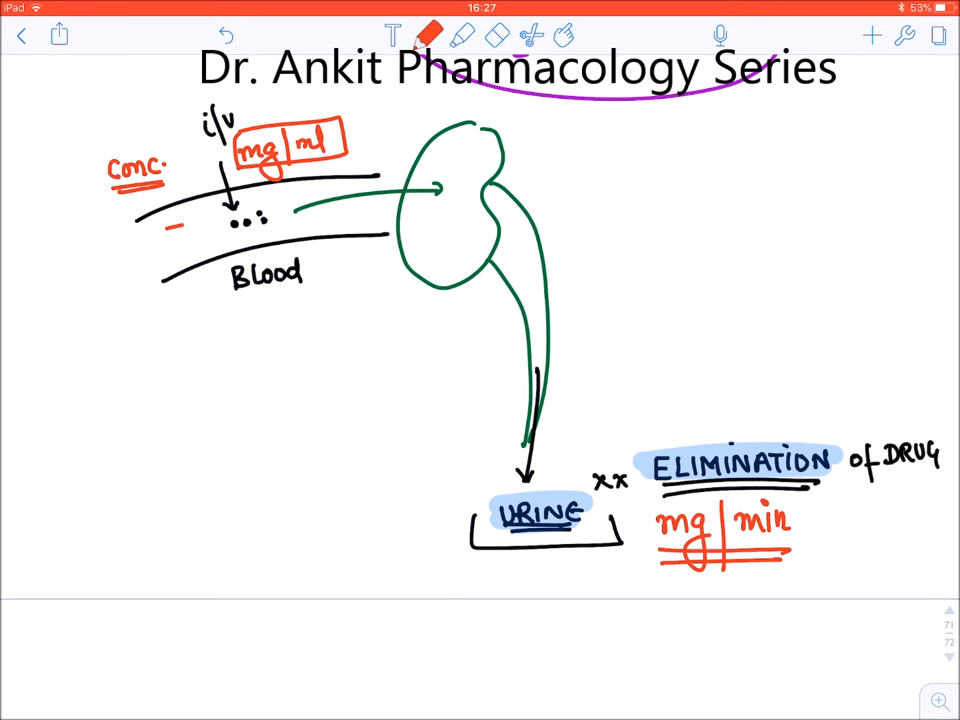 iPad 16:27 53%
T
Dr. Ankit Pharmacology Series
i/v
mg/ml
Conc.
Blood
ELIMINATION of DRUG
xx
URINE
mg/min
71
72